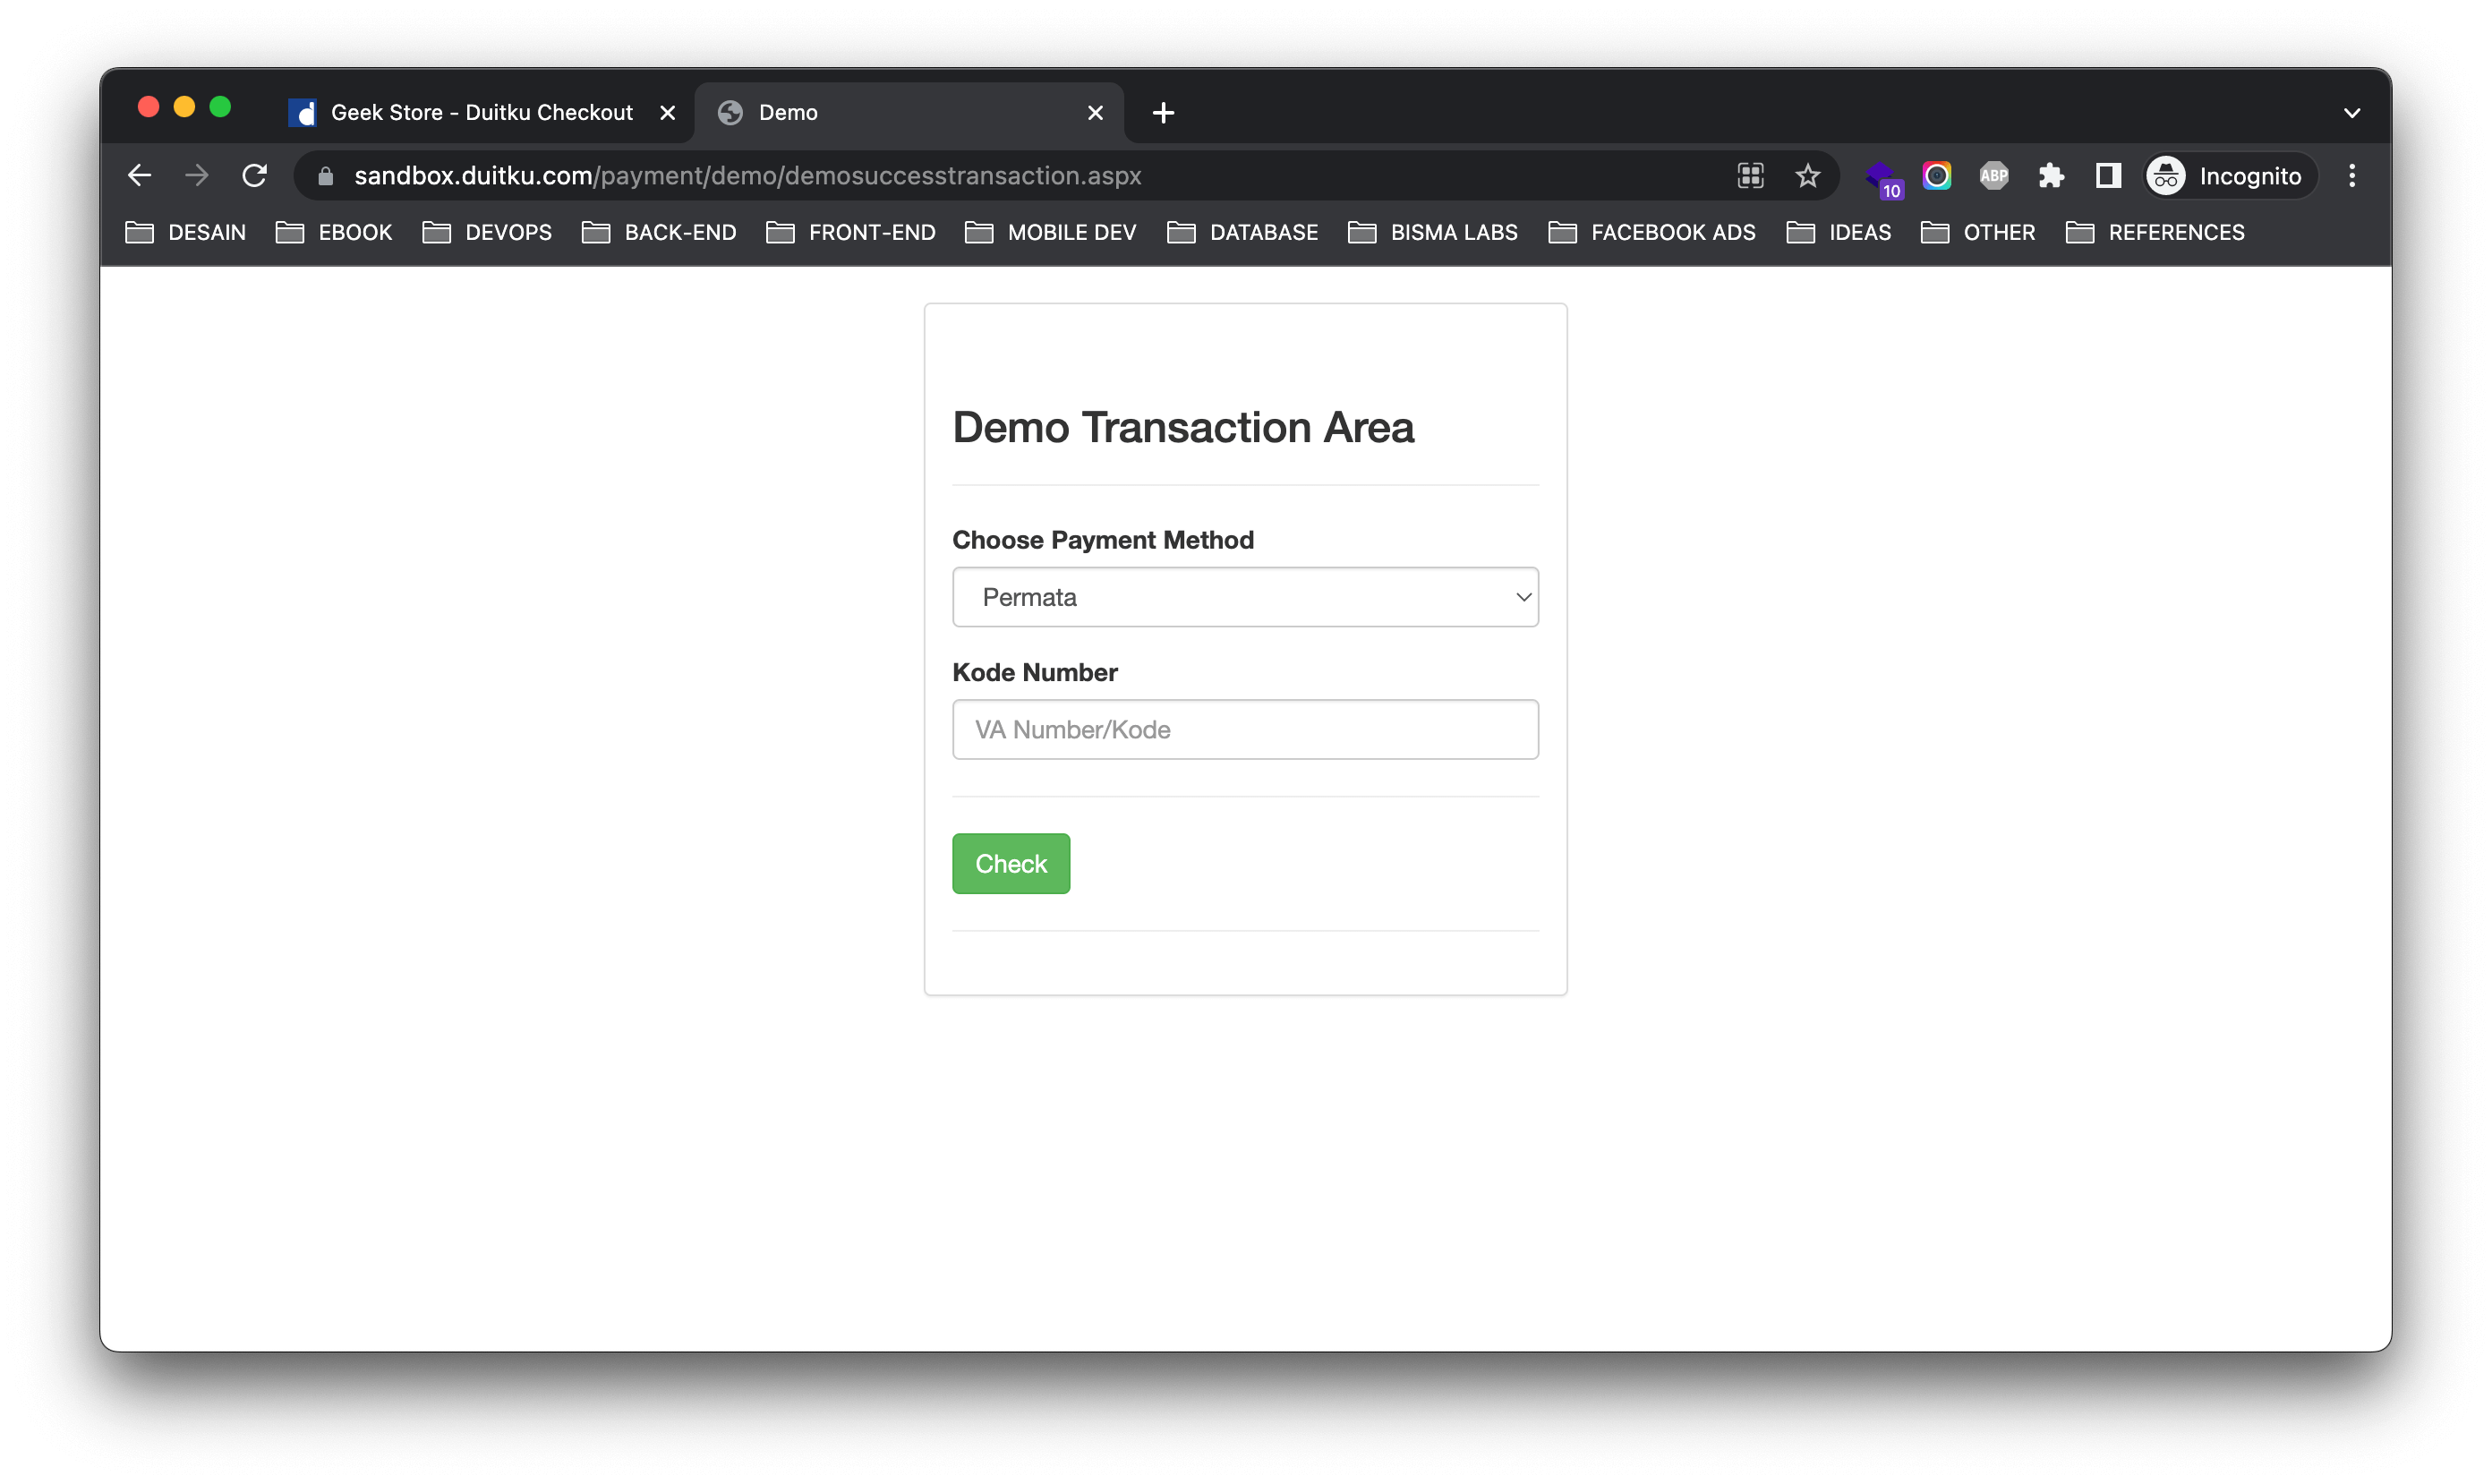 Geek Store - Duitku Checkout
Demo
sandbox.duitku.com/payment/demo/demosuccesstransaction.aspx
10
ABP
Incognito
DESAIN
EBOOK
DEVOPS
BACK-END
FRONT-END
MOBILE DEV
DATABASE
BISMA LABS
FACEBOOK ADS
IDEAS
OTHER
REFERENCES
Demo Transaction Area
Choose Payment Method
Permata
Kode Number
VA Number/Kode
Check